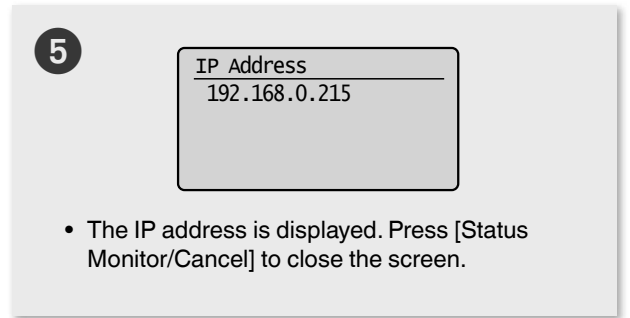 5
IP Address
192.168.0.215
• The IP address is displayed. Press [Status
Monitor/Cancel] to close the screen.